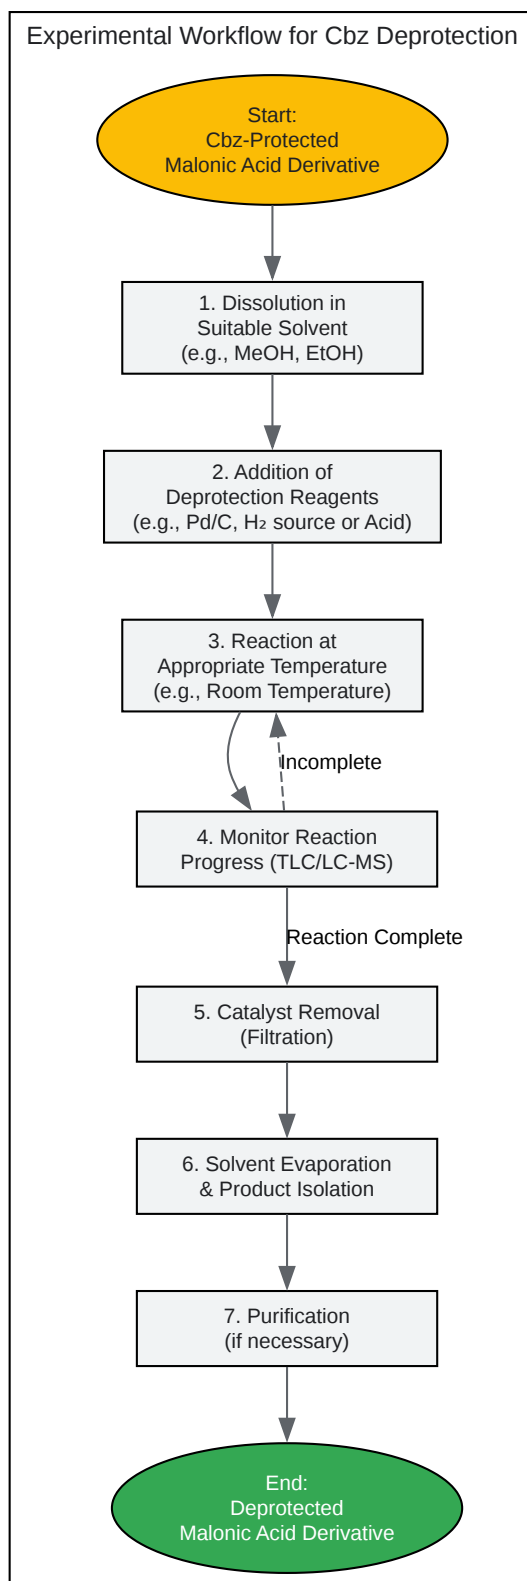 Experimental Workflow for Cbz Deprotection
Start:
Cbz-Protected
Malonic Acid Derivative
1. Dissolution in
Suitable Solvent
(e.g., MeOH, EtOH)
2. Addition of
Deprotection Reagents
(e.g., Pd/C, H₂ source or Acid)
3. Reaction at
Appropriate Temperature
(e.g., Room Temperature)
Incomplete
4. Monitor Reaction
Progress (TLC/LC-MS)
Reaction Complete
5. Catalyst Removal
(Filtration)
6. Solvent Evaporation
& Product Isolation
7. Purification
(if necessary)
End:
Deprotected
Malonic Acid Derivative